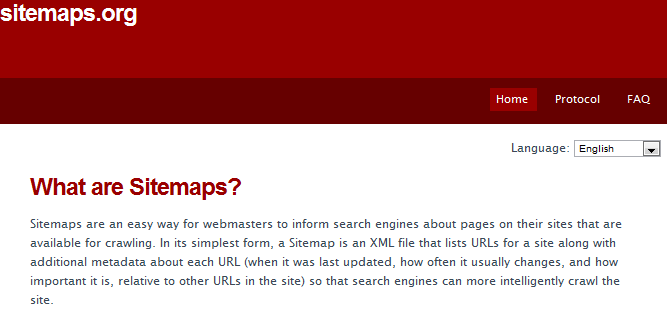 sitemaps.org
Home Protocol FAQ
Language: English
What are Sitemaps?
Sitemaps are an easy way for webmasters to inform search engines about pages on their sites that are
available for crawling. In its simplest form, a Sitemap is an XML file that lists URLs for a site along with
additional metadata about each URL (when it was last updated, how often it usually changes, and how
important it is, relative to other URLs in the site) so that search engines can more intelligently crawl the
site.